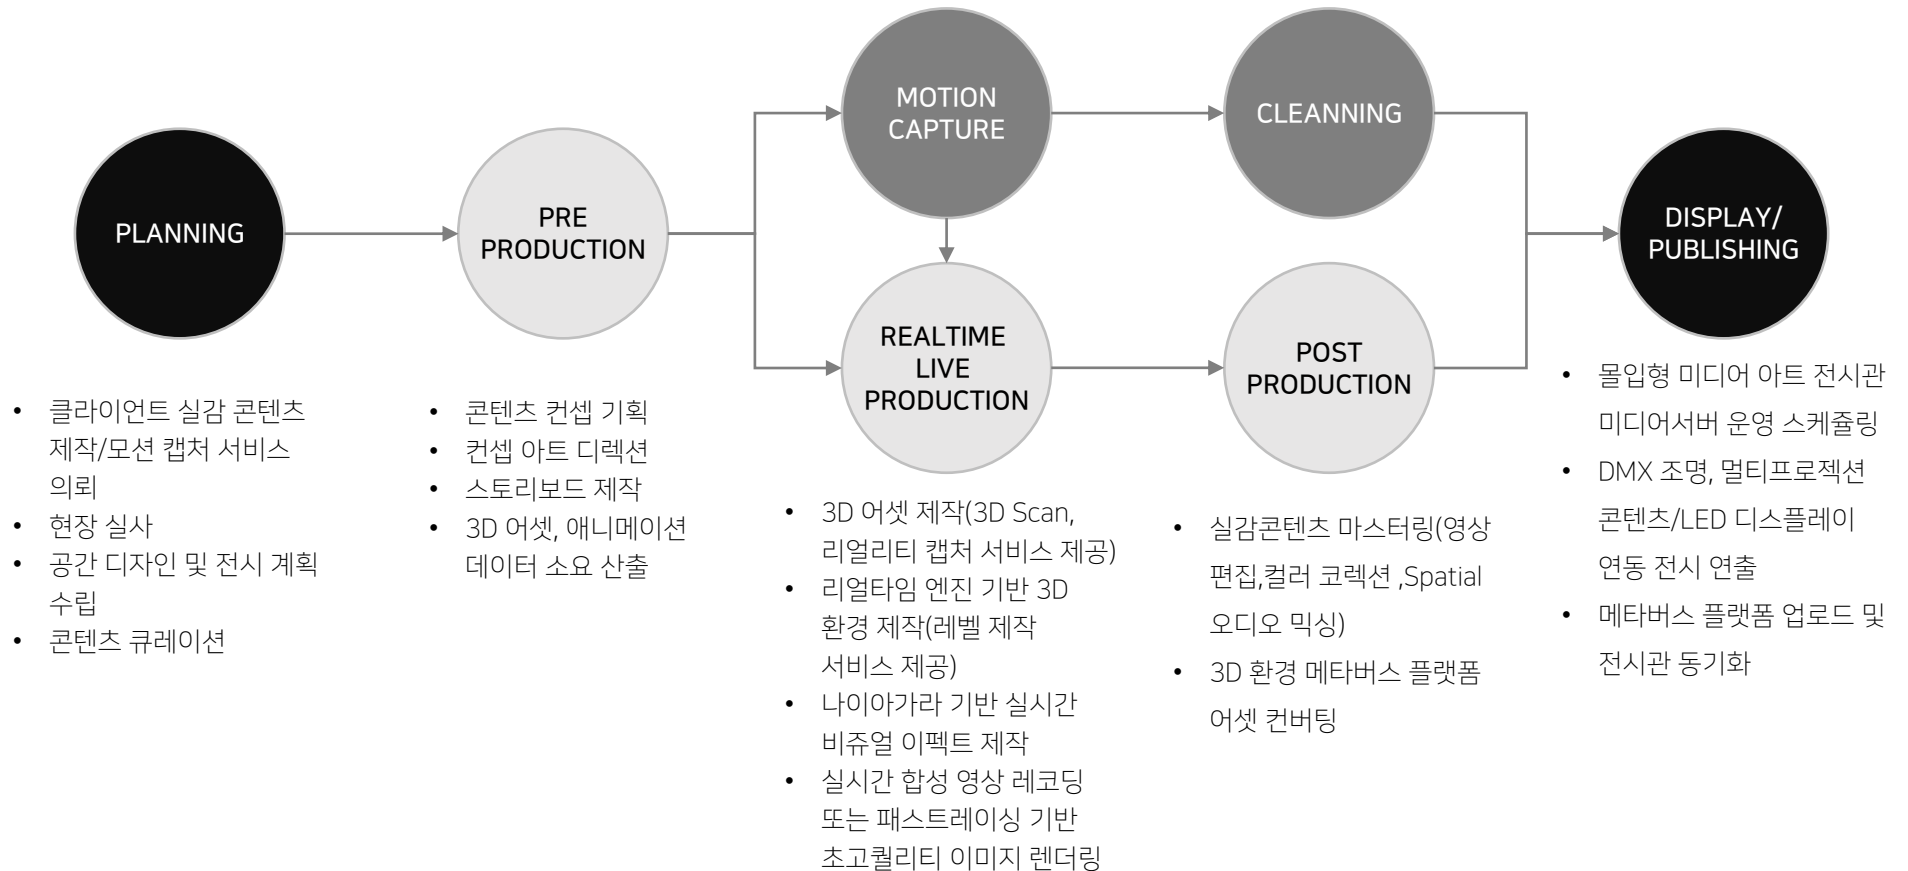 PLANNING
• 클라이언트 실감 콘텐츠
제작/모션 캡처 서비스
의뢰
• 현장 실사
• 공간 디자인 및 전시 계획
수립
• 콘텐츠 큐레이션
PRE
PRODUCTION
• 콘텐츠 컨셉 기획
• 컨셉 아트 디렉션
• 스토리보드 제작
• 3D 어셋, 애니메이션
데이터 소요 산출
MOTION
CAPTURE
CLEANNING
REALTIME
LIVE
PRODUCTION
• 3D 어셋 제작(3D Scan,
리얼리티 캡처 서비스 제공)
• 리얼타임 엔진 기반 3D
환경 제작(레벨 제작
서비스 제공)
• 나이아가라 기반 실시간
비쥬얼 이펙트 제작
• 실시간 합성 영상 레코딩
또는 패스트레이싱 기반
초고퀄리티 이미지 렌더링
POST
PRODUCTION
• 실감콘텐츠 마스터링(영상
편집,컬러 코렉션 ,Spatial
오디오 믹싱)
• 3D 환경 메타버스 플랫폼
어셋 컨버팅
DISPLAY/
PUBLISHING
• 몰입형 미디어 아트 전시관
미디어서버 운영 스케쥴링
• DMX 조명, 멀티프로젝션
콘텐츠/LED 디스플레이
연동 전시 연출
• 메타버스 플랫폼 업로드 및
전시관 동기화